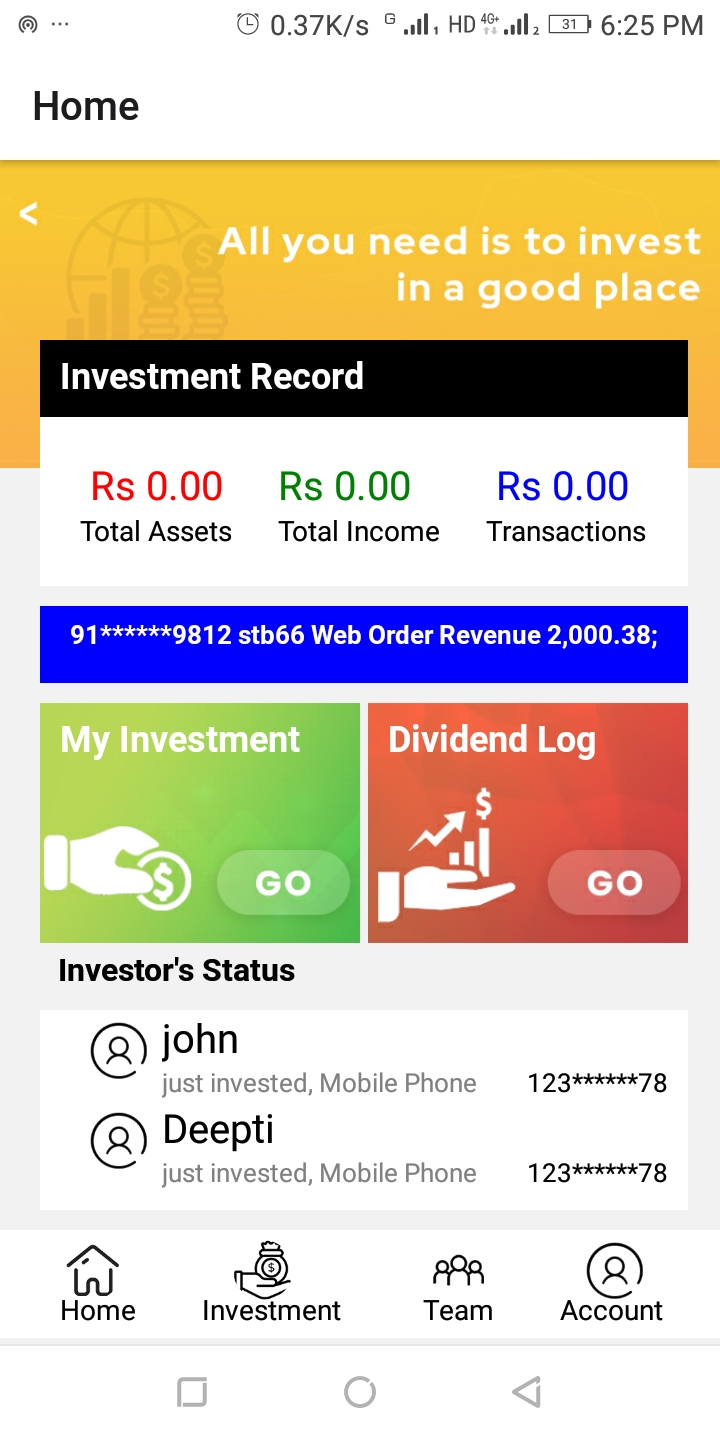 0.37K/s G 1 HD 4G+ 2 31 6:25 PM
Home
<
All you need is to invest
in a good place
Investment Record
Rs 0.00 Rs 0.00 Rs 0.00
Total Assets Total Income Transactions
91******9812 stb66 Web Order Revenue 2,000.38;
My Investment Dividend Log
GO GO
Investor's Status
john
just invested, Mobile Phone 123******78
Deepti
just invested, Mobile Phone 123******78
Home Investment Team Account